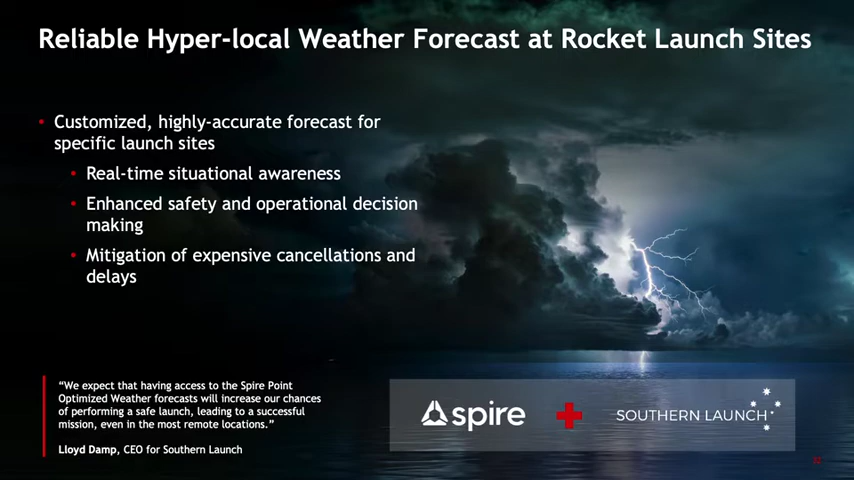 Reliable Hyper-local Weather Forecast at Rocket Launch Sites
• Customized, highly-accurate forecast for
specific launch sites
• Real-time situational awareness
• Enhanced safety and operational decision
making
• Mitigation of expensive cancellations and
delays
“We expect that having access to the Spire Point
Optimized Weather forecasts will increase our chances
of performing a safe launch, leading to a successful
mission, even in the most remote locations.”
Lloyd Damp, CEO for Southern Launch
spire
SOUTHERN LAUNCH